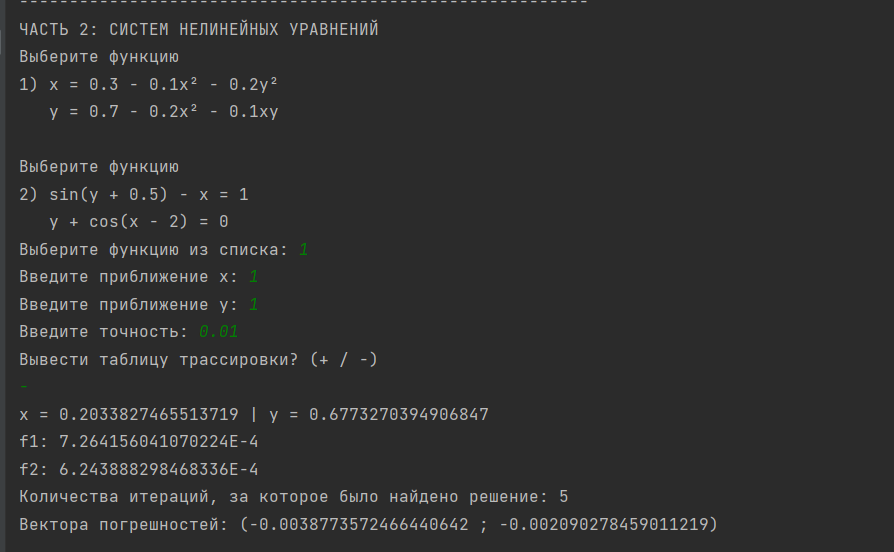 --------------------------------------------------------
ЧАСТЬ 2: СИСТЕМ НЕЛИНЕЙНЫХ УРАВНЕНИЙ
Выберите функцию
1) x = 0.3 - 0.1x² - 0.2y²
   y = 0.7 - 0.2x² - 0.1xy

Выберите функцию
2) sin(y + 0.5) - x = 1
   y + cos(x - 2) = 0
Выберите функцию из списка: 1
Введите приближение x: 1
Введите приближение y: 1
Введите точность: 0.01
Вывести таблицу трассировки? (+ / -)
-
x = 0.2033827465513719 | y = 0.6773270394906847
f1: 7.264156041070224E-4
f2: 6.243888298468336E-4
Количества итераций, за которое было найдено решение: 5
Вектора погрешностей: (-0.0038773572466440642 ; -0.002090278459011219)